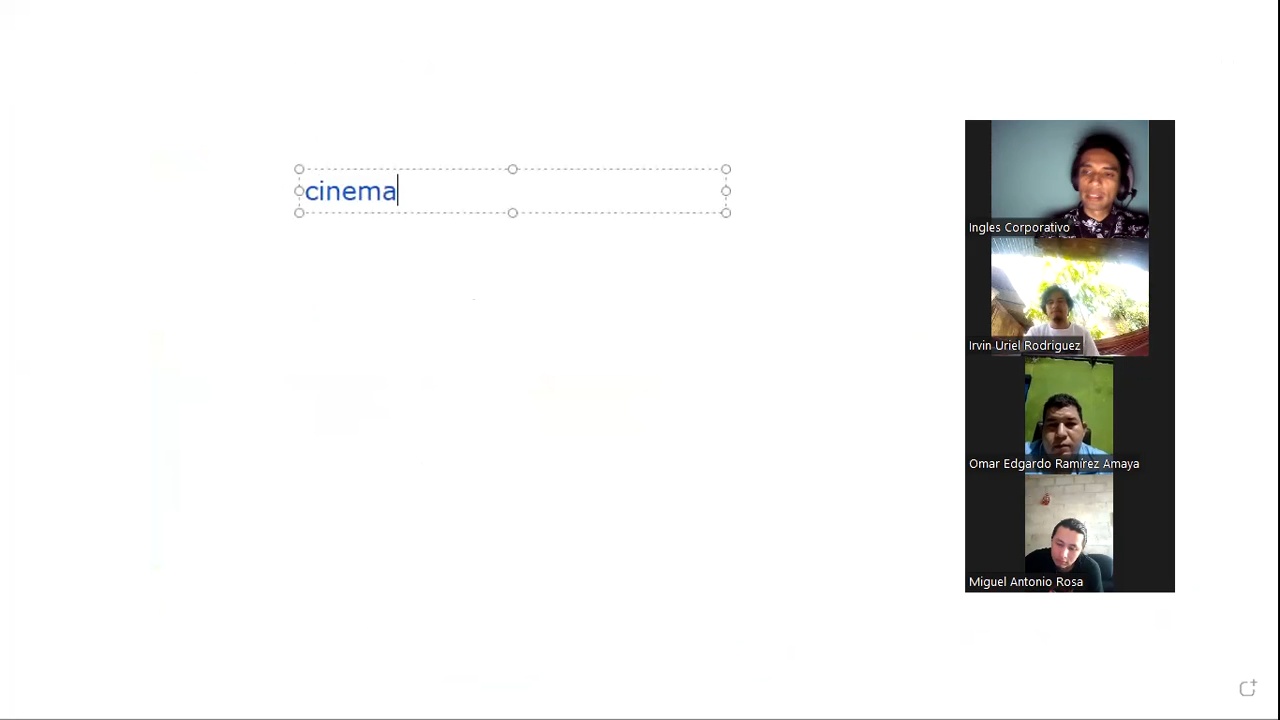 cinema
Ingles Corporativo
Irvin Uriel Rodriguez
Omar Edgardo Ramirez Amaya
Miguel Antonio Rosa